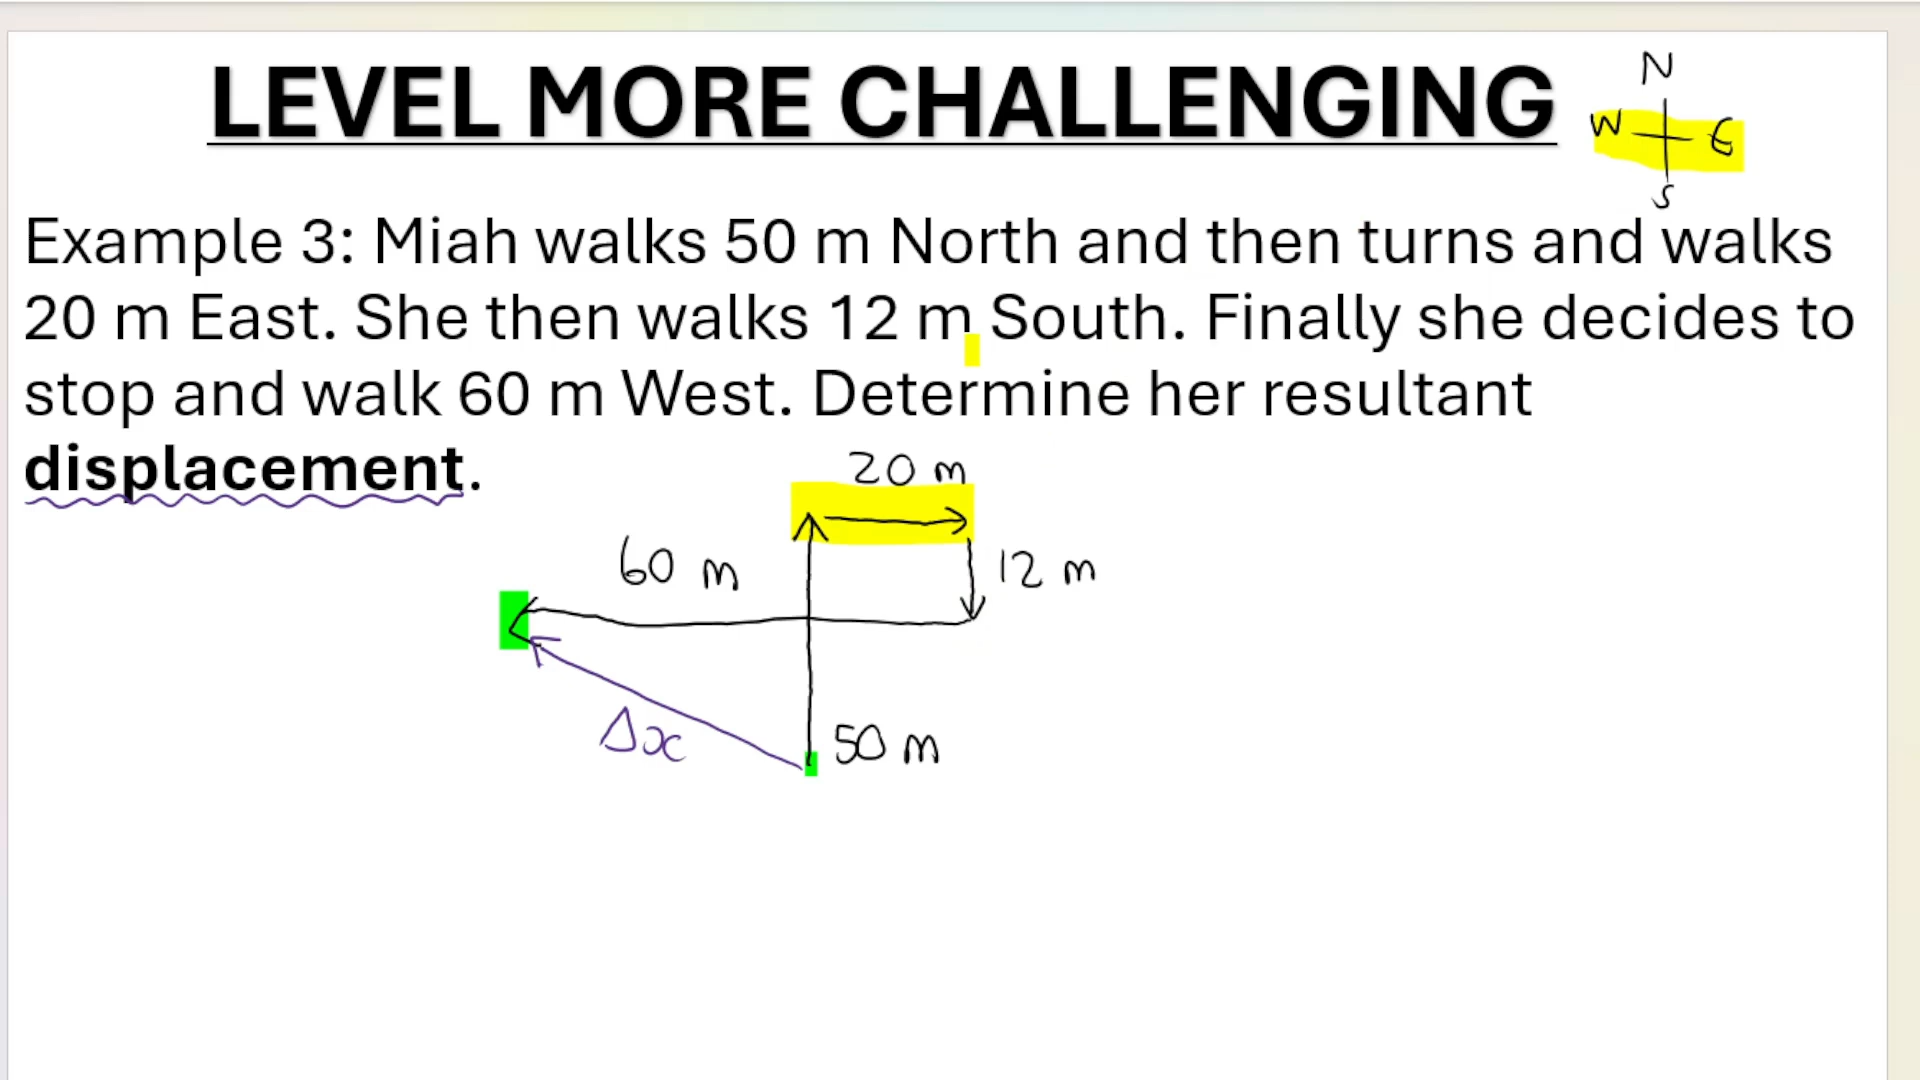 LEVEL MORE CHALLENGING
N
W E
S
Example 3: Miah walks 50 m North and then turns and walks
20 m East. She then walks 12 m South. Finally she decides to
stop and walk 60 m West. Determine her resultant
displacement.
20 m
60 m
12 m
Δx
50 m